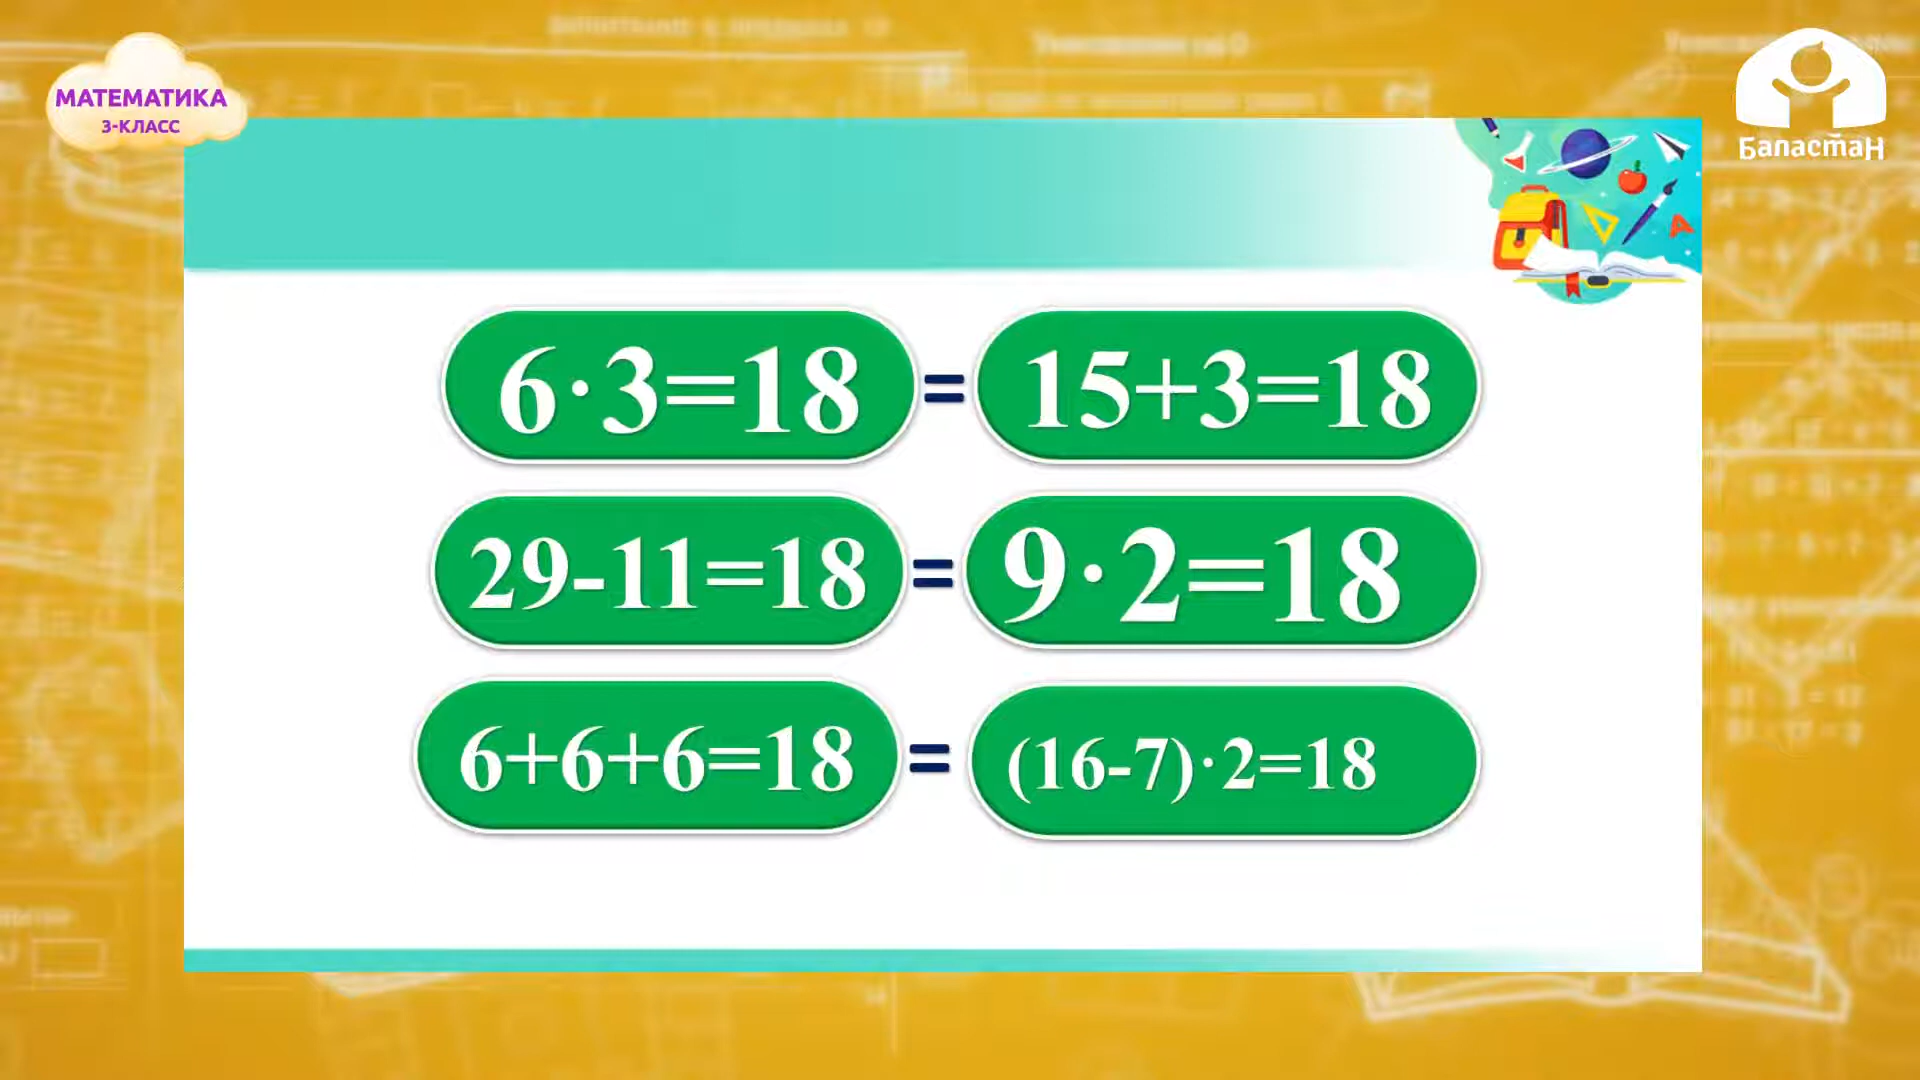 МАТЕМАТИКА
3-КЛАСС
Баластан
6·3=18 = 15+3=18
29-11=18 = 9·2=18
6+6+6=18 = (16-7)·2=18